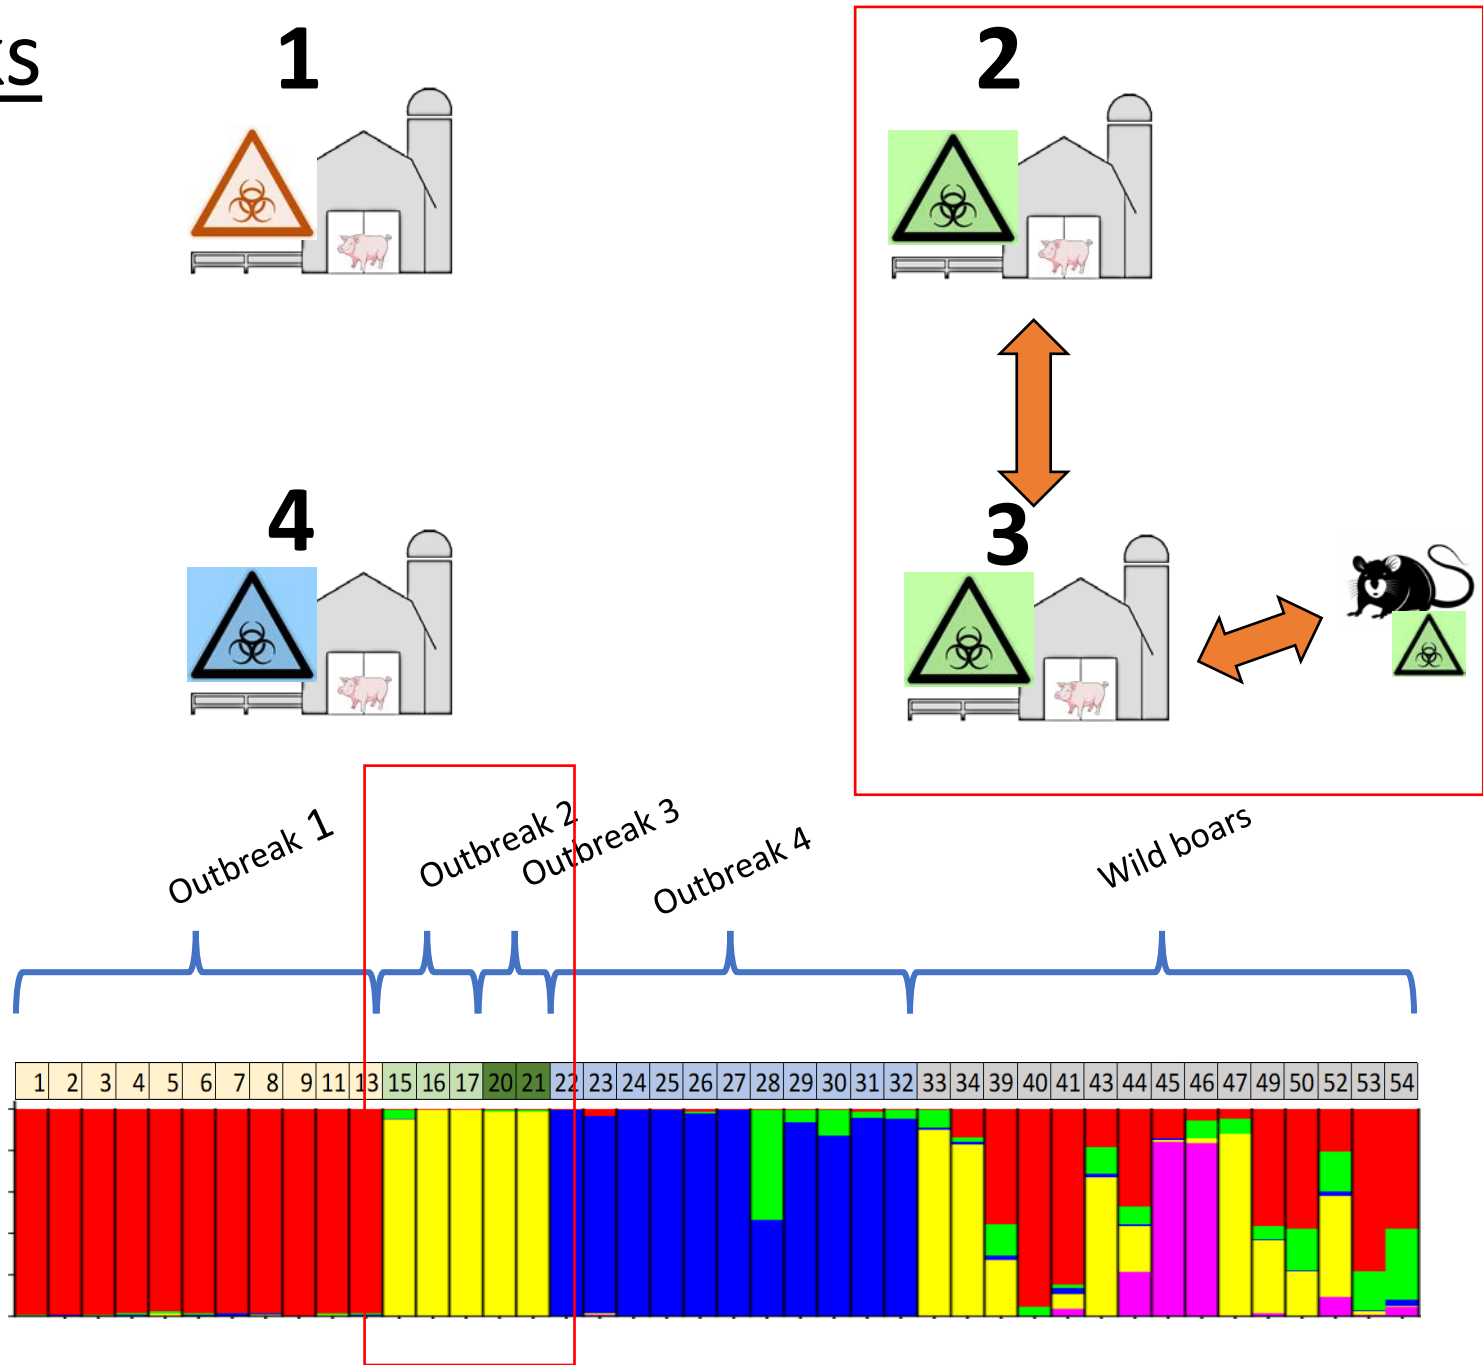 1
2
4
3
Outbreak 1
Outbreak 2
Outbreak 3
Outbreak 4
Wild boars
1 2 3 4 5 6 7 8 9 11 13 15 16 17 20 21 22 23 24 25 26 27 28 29 30 31 32 33 34 39 40 41 43 44 45 46 47 49 50 52 53 54